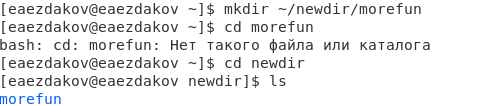 [eaezdakov@eaezdakov ~]$ mkdir ~/newdir/morefun
[eaezdakov@eaezdakov ~]$ cd morefun
bash: cd: morefun: Нет такого файла или каталога
[eaezdakov@eaezdakov ~]$ cd newdir
[eaezdakov@eaezdakov newdir]$ ls
morefun